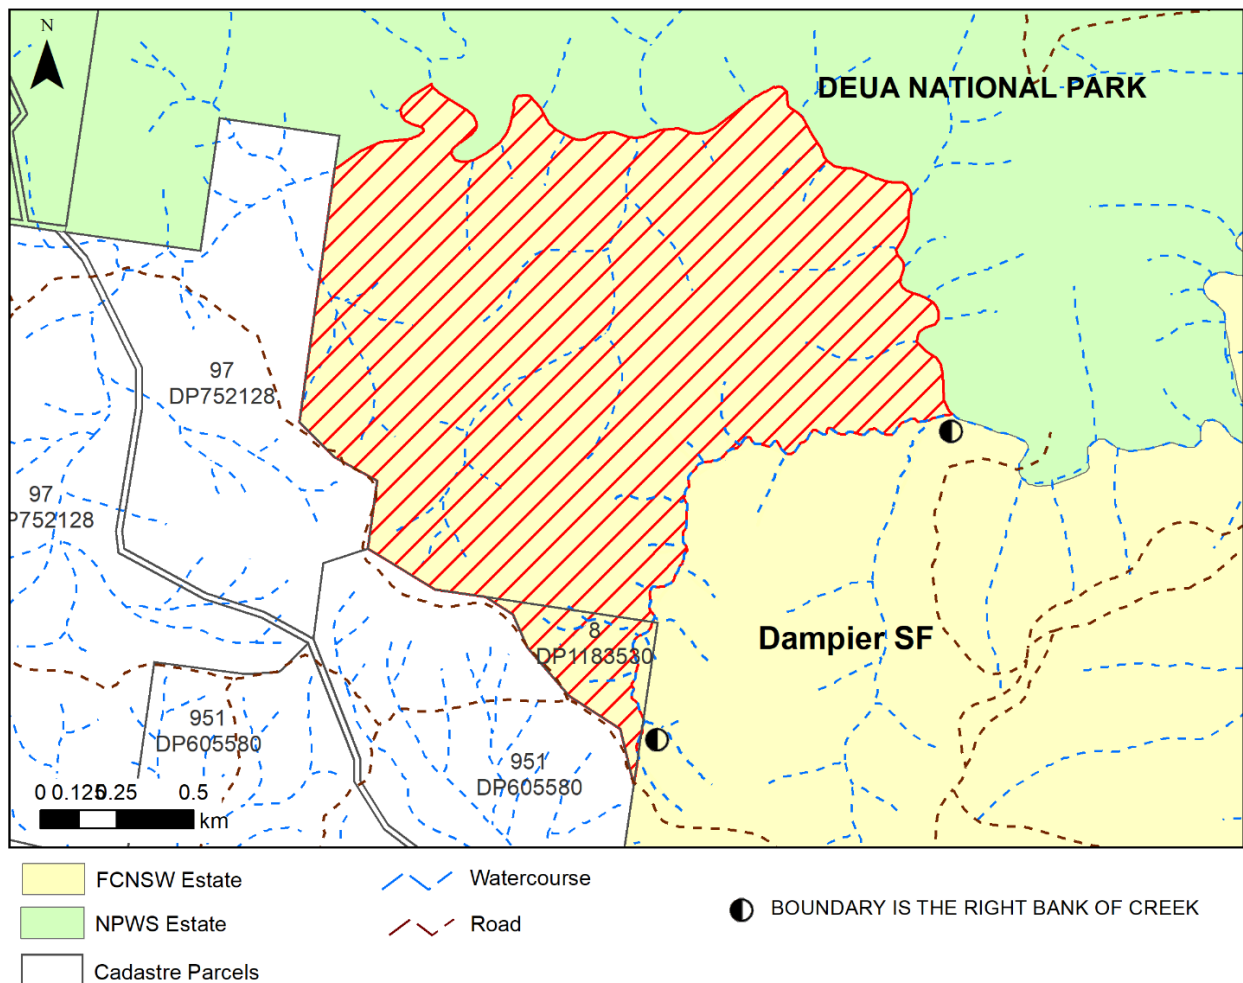 N
DEUA NATIONAL PARK
97
DP752128
97
P752128
8
DP1183530
Dampier SF
951
DP605580
951
DP605580
0 0.125 0.25 0.5
km
FCNSW Estate
Watercourse
BOUNDARY IS THE RIGHT BANK OF CREEK
NPWS Estate
Road
Cadastre Parcels